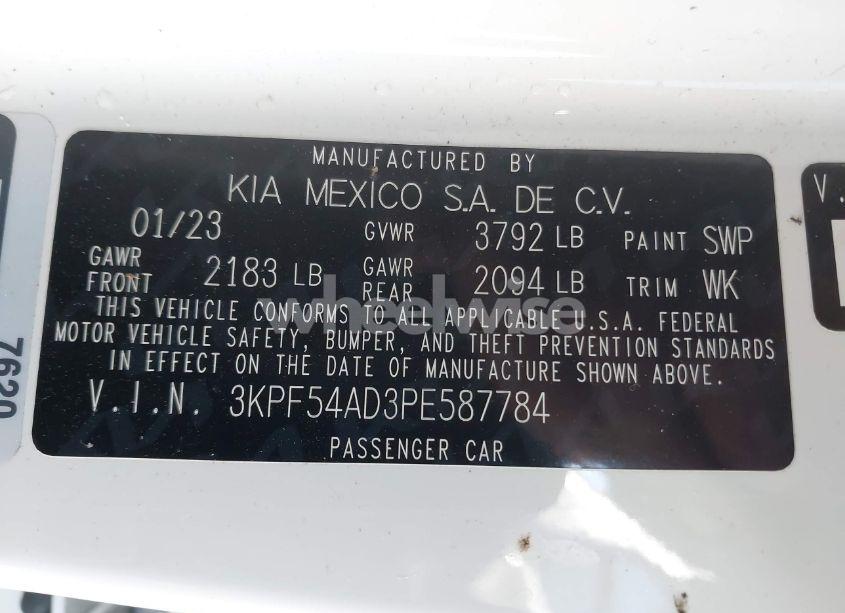 MANUFACTURED BY
KIA MEXICO S.A. DE C.V.
01/23 GVWR 3792 LB PAINT SWP
GAWR FRONT 2183 LB GAWR REAR 2094 LB TRIM WK
THIS VEHICLE CONFORMS TO ALL APPLICABLE U.S.A. FEDERAL
MOTOR VEHICLE SAFETY, BUMPER, AND THEFT PREVENTION STANDARDS
IN EFFECT ON THE DATE OF MANUFACTURE SHOWN ABOVE.
V.I.N. 3KPF54AD3PE587784
PASSENGER CAR
wheelwise
7620
V.